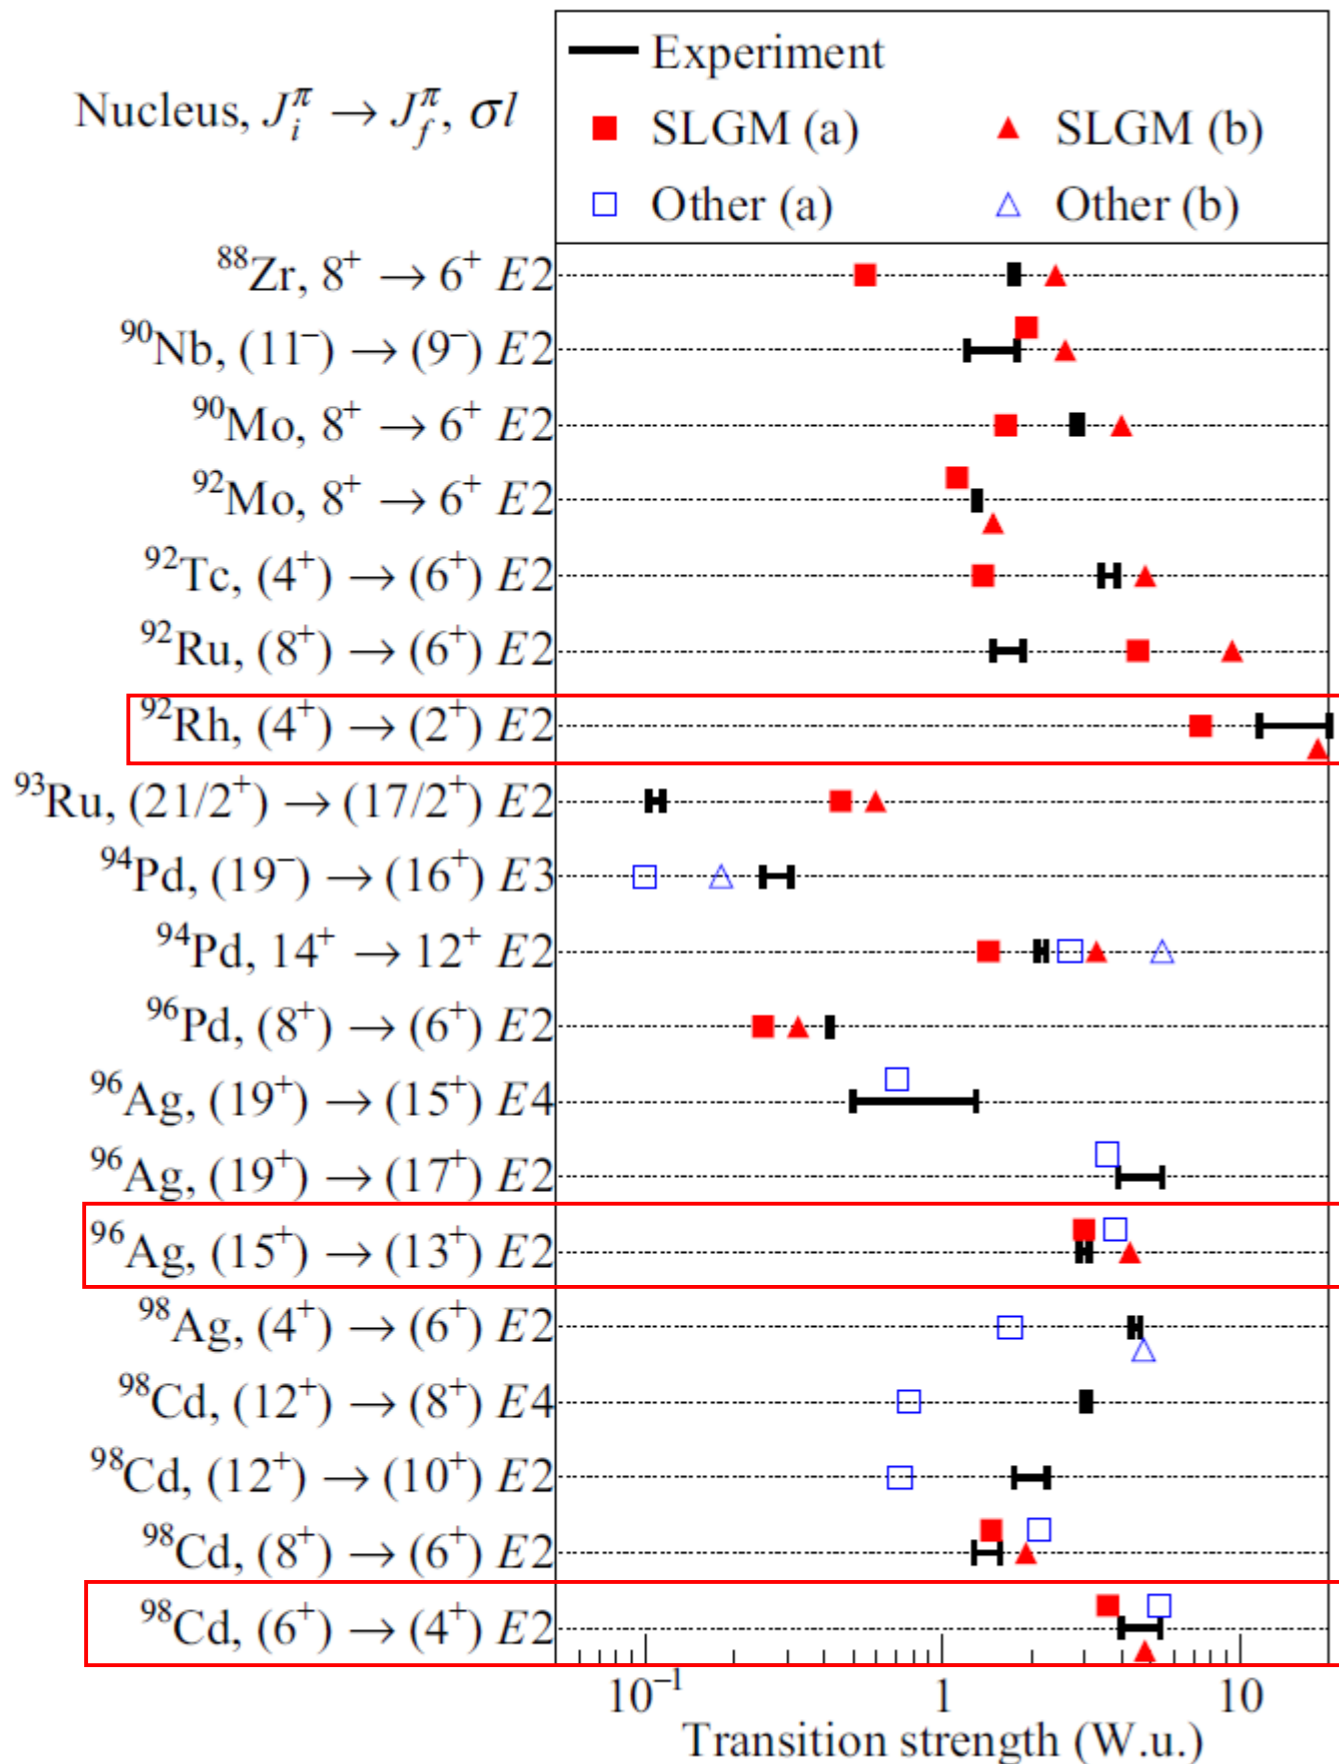 Nucleus, J_i^π → J_f^π, σl
Experiment
SLGM (a) SLGM (b)
Other (a) Other (b)
⁸⁸Zr, 8⁺ → 6⁺ E2
⁹⁰Nb, (11⁻) → (9⁻) E2
⁹⁰Mo, 8⁺ → 6⁺ E2
⁹²Mo, 8⁺ → 6⁺ E2
⁹²Tc, (4⁺) → (6⁺) E2
⁹²Ru, (8⁺) → (6⁺) E2
⁹²Rh, (4⁺) → (2⁺) E2
⁹³Ru, (21/2⁺) → (17/2⁺) E2
⁹⁴Pd, (19⁻) → (16⁺) E3
⁹⁴Pd, 14⁺ → 12⁺ E2
⁹⁶Pd, (8⁺) → (6⁺) E2
⁹⁶Ag, (19⁺) → (15⁺) E4
⁹⁶Ag, (19⁺) → (17⁺) E2
⁹⁶Ag, (15⁺) → (13⁺) E2
⁹⁸Ag, (4⁺) → (6⁺) E2
⁹⁸Cd, (12⁺) → (8⁺) E4
⁹⁸Cd, (12⁺) → (10⁺) E2
⁹⁸Cd, (8⁺) → (6⁺) E2
⁹⁸Cd, (6⁺) → (4⁺) E2
10⁻¹ 1 10
Transition strength (W.u.)